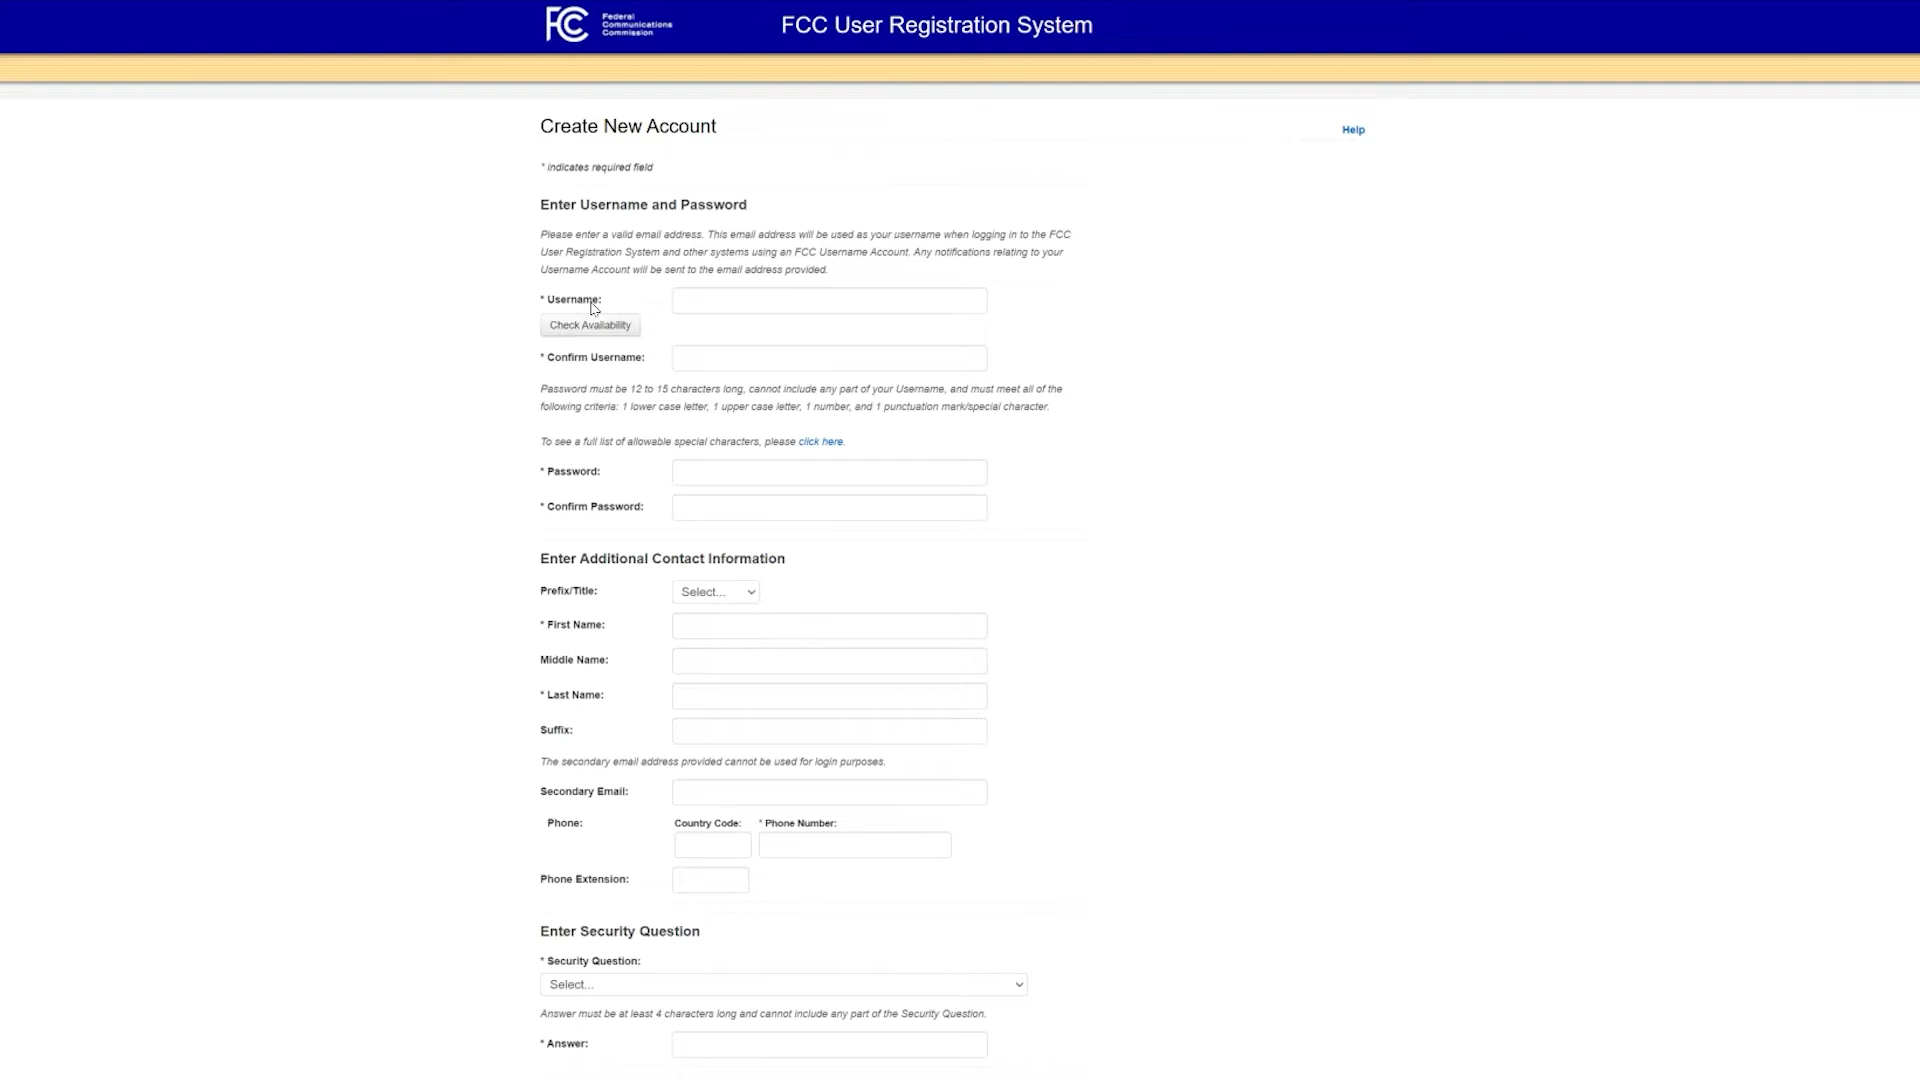 FCC Federal Communications Commission
FCC User Registration System
Create New Account
Help
* indicates required field
Enter Username and Password
Please enter a valid email address. This email address will be used as your username when logging in to the FCC
User Registration System and other systems using an FCC Username Account. Any notifications relating to your
Username Account will be sent to the email address provided.
* Username:
Check Availability
* Confirm Username:
Password must be 12 to 15 characters long, cannot include any part of your Username, and must meet all of the
following criteria: 1 lower case letter, 1 upper case letter, 1 number, and 1 punctuation mark/special character.
To see a full list of allowable special characters, please click here.
* Password:
* Confirm Password:
Enter Additional Contact Information
Prefix/Title:
Select...
* First Name:
Middle Name:
* Last Name:
Suffix:
The secondary email address provided cannot be used for login purposes.
Secondary Email:
Phone:
Country Code:
* Phone Number:
Phone Extension:
Enter Security Question
* Security Question:
Select...
Answer must be at least 4 characters long and cannot include any part of the Security Question.
* Answer: